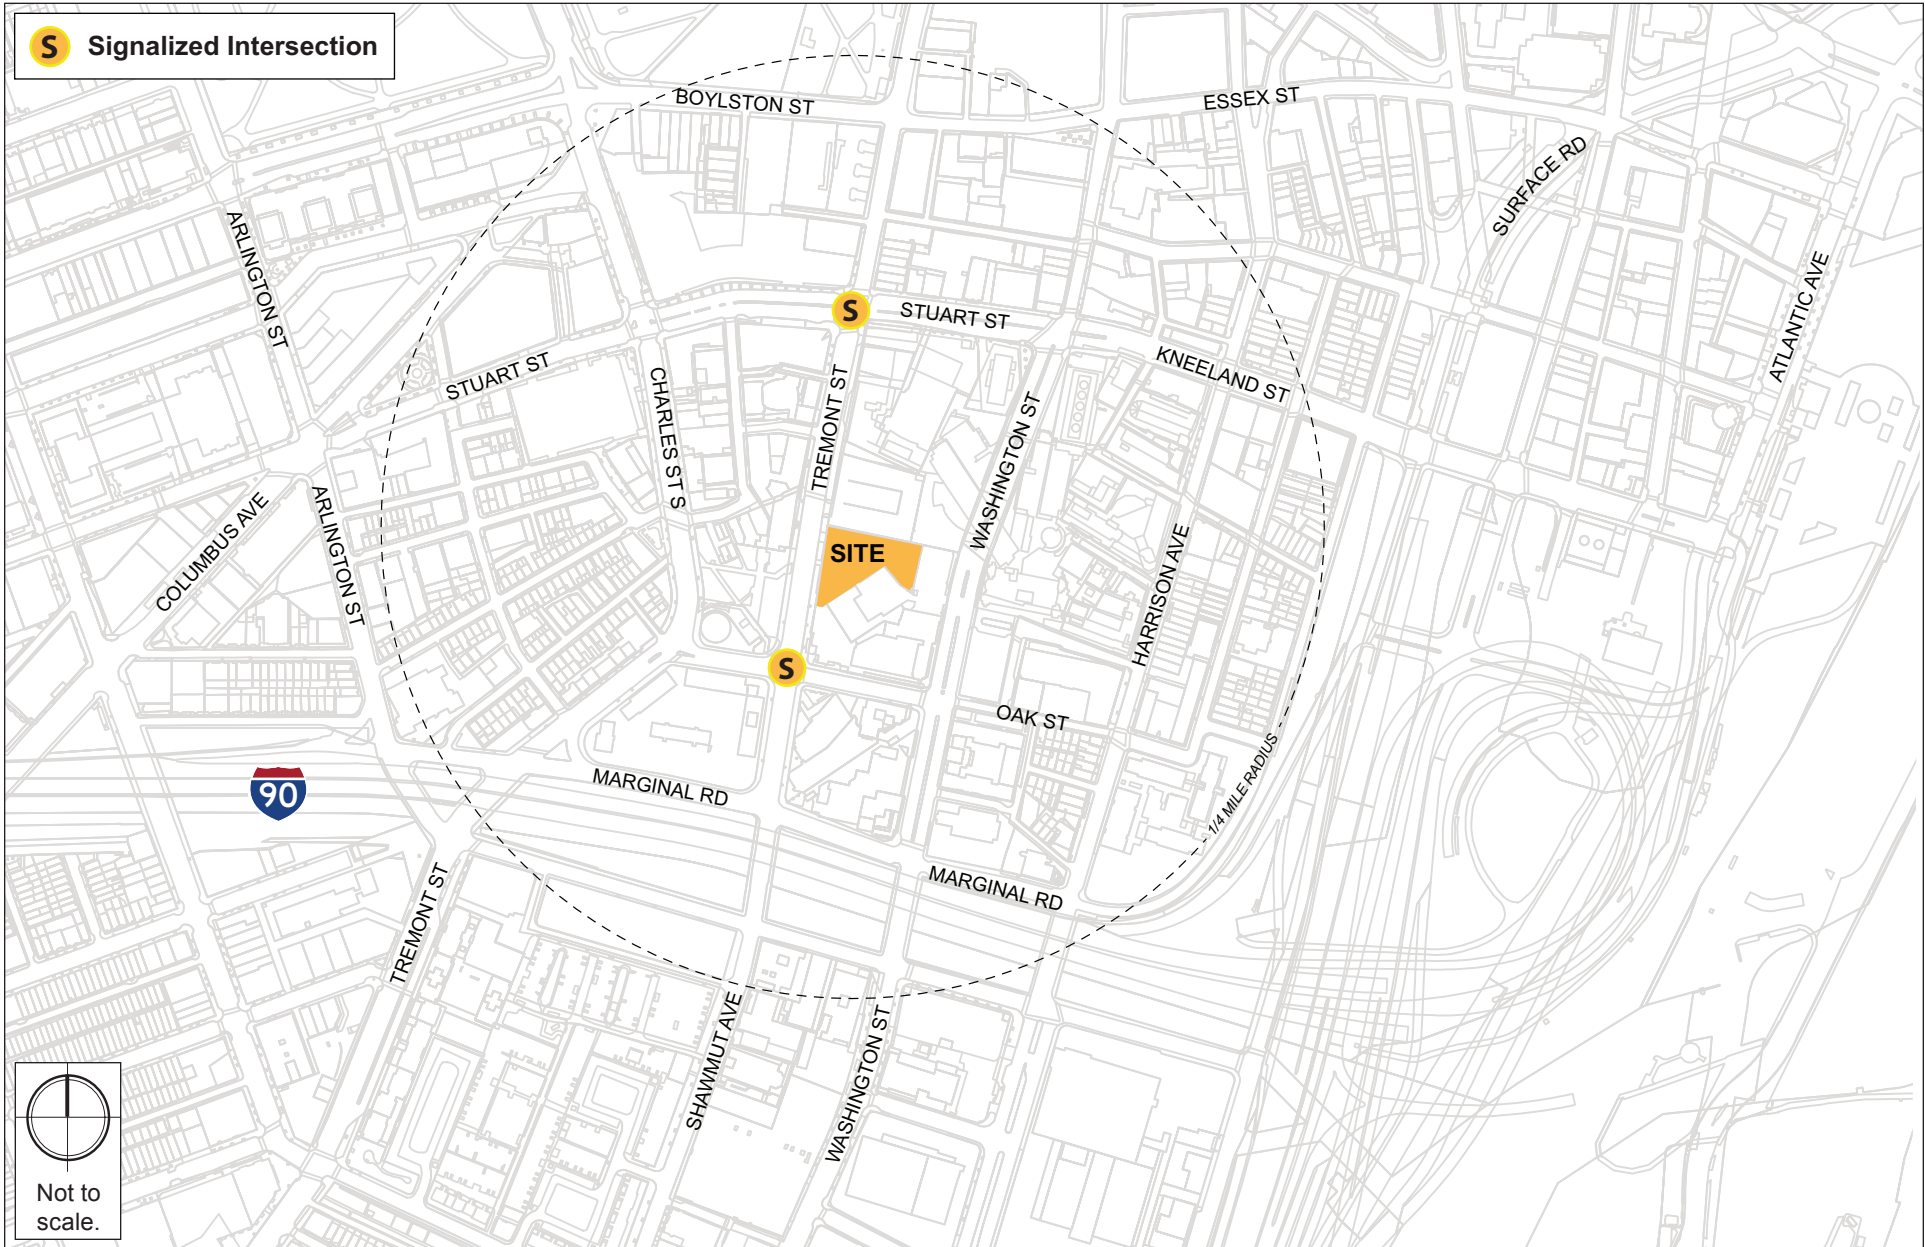 S Signalized Intersection
BOYLSTON ST
ESSEX ST
SURFACE RD
ARLINGTON ST
ATLANTIC AVE
S
STUART ST
STUART ST
KNEELAND ST
CHARLES ST S
TREMONT ST
WASHINGTON ST
COLUMBUS AVE
ARLINGTON ST
SITE
HARRISON AVE
S
OAK ST
1/4 MILE RADIUS
90
MARGINAL RD
MARGINAL RD
TREMONT ST
SHAWMUT AVE
WASHINGTON ST
Not to
scale.